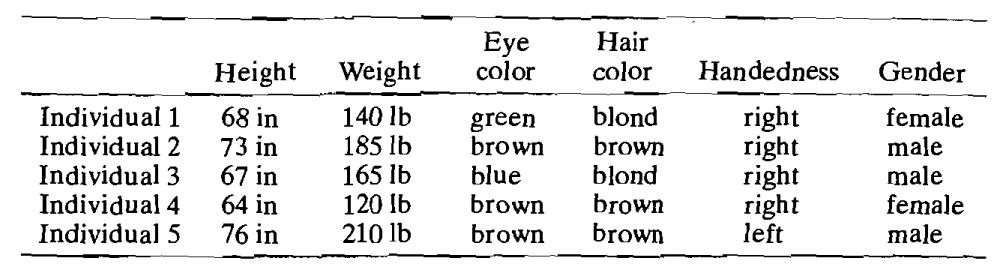 Eye Hair
Height Weight color color Handedness Gender
Individual 1 68 in 140 lb green blond right female
Individual 2 73 in 185 lb brown brown right male
Individual 3 67 in 165 lb blue blond right male
Individual 4 64 in 120 lb brown brown right female
Individual 5 76 in 210 lb brown brown left male